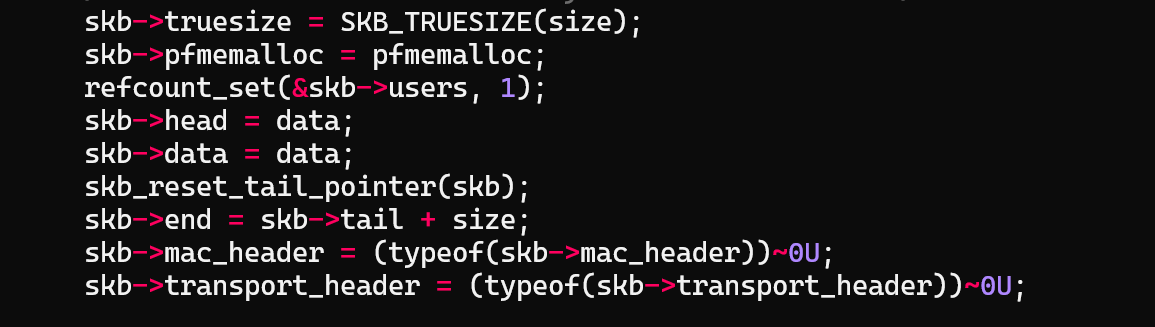 skb->truesize = SKB_TRUESIZE(size);
skb->pfmemalloc = pfmemalloc;
refcount_set(&skb->users, 1);
skb->head = data;
skb->data = data;
skb_reset_tail_pointer(skb);
skb->end = skb->tail + size;
skb->mac_header = (typeof(skb->mac_header))~0U;
skb->transport_header = (typeof(skb->transport_header))~0U;